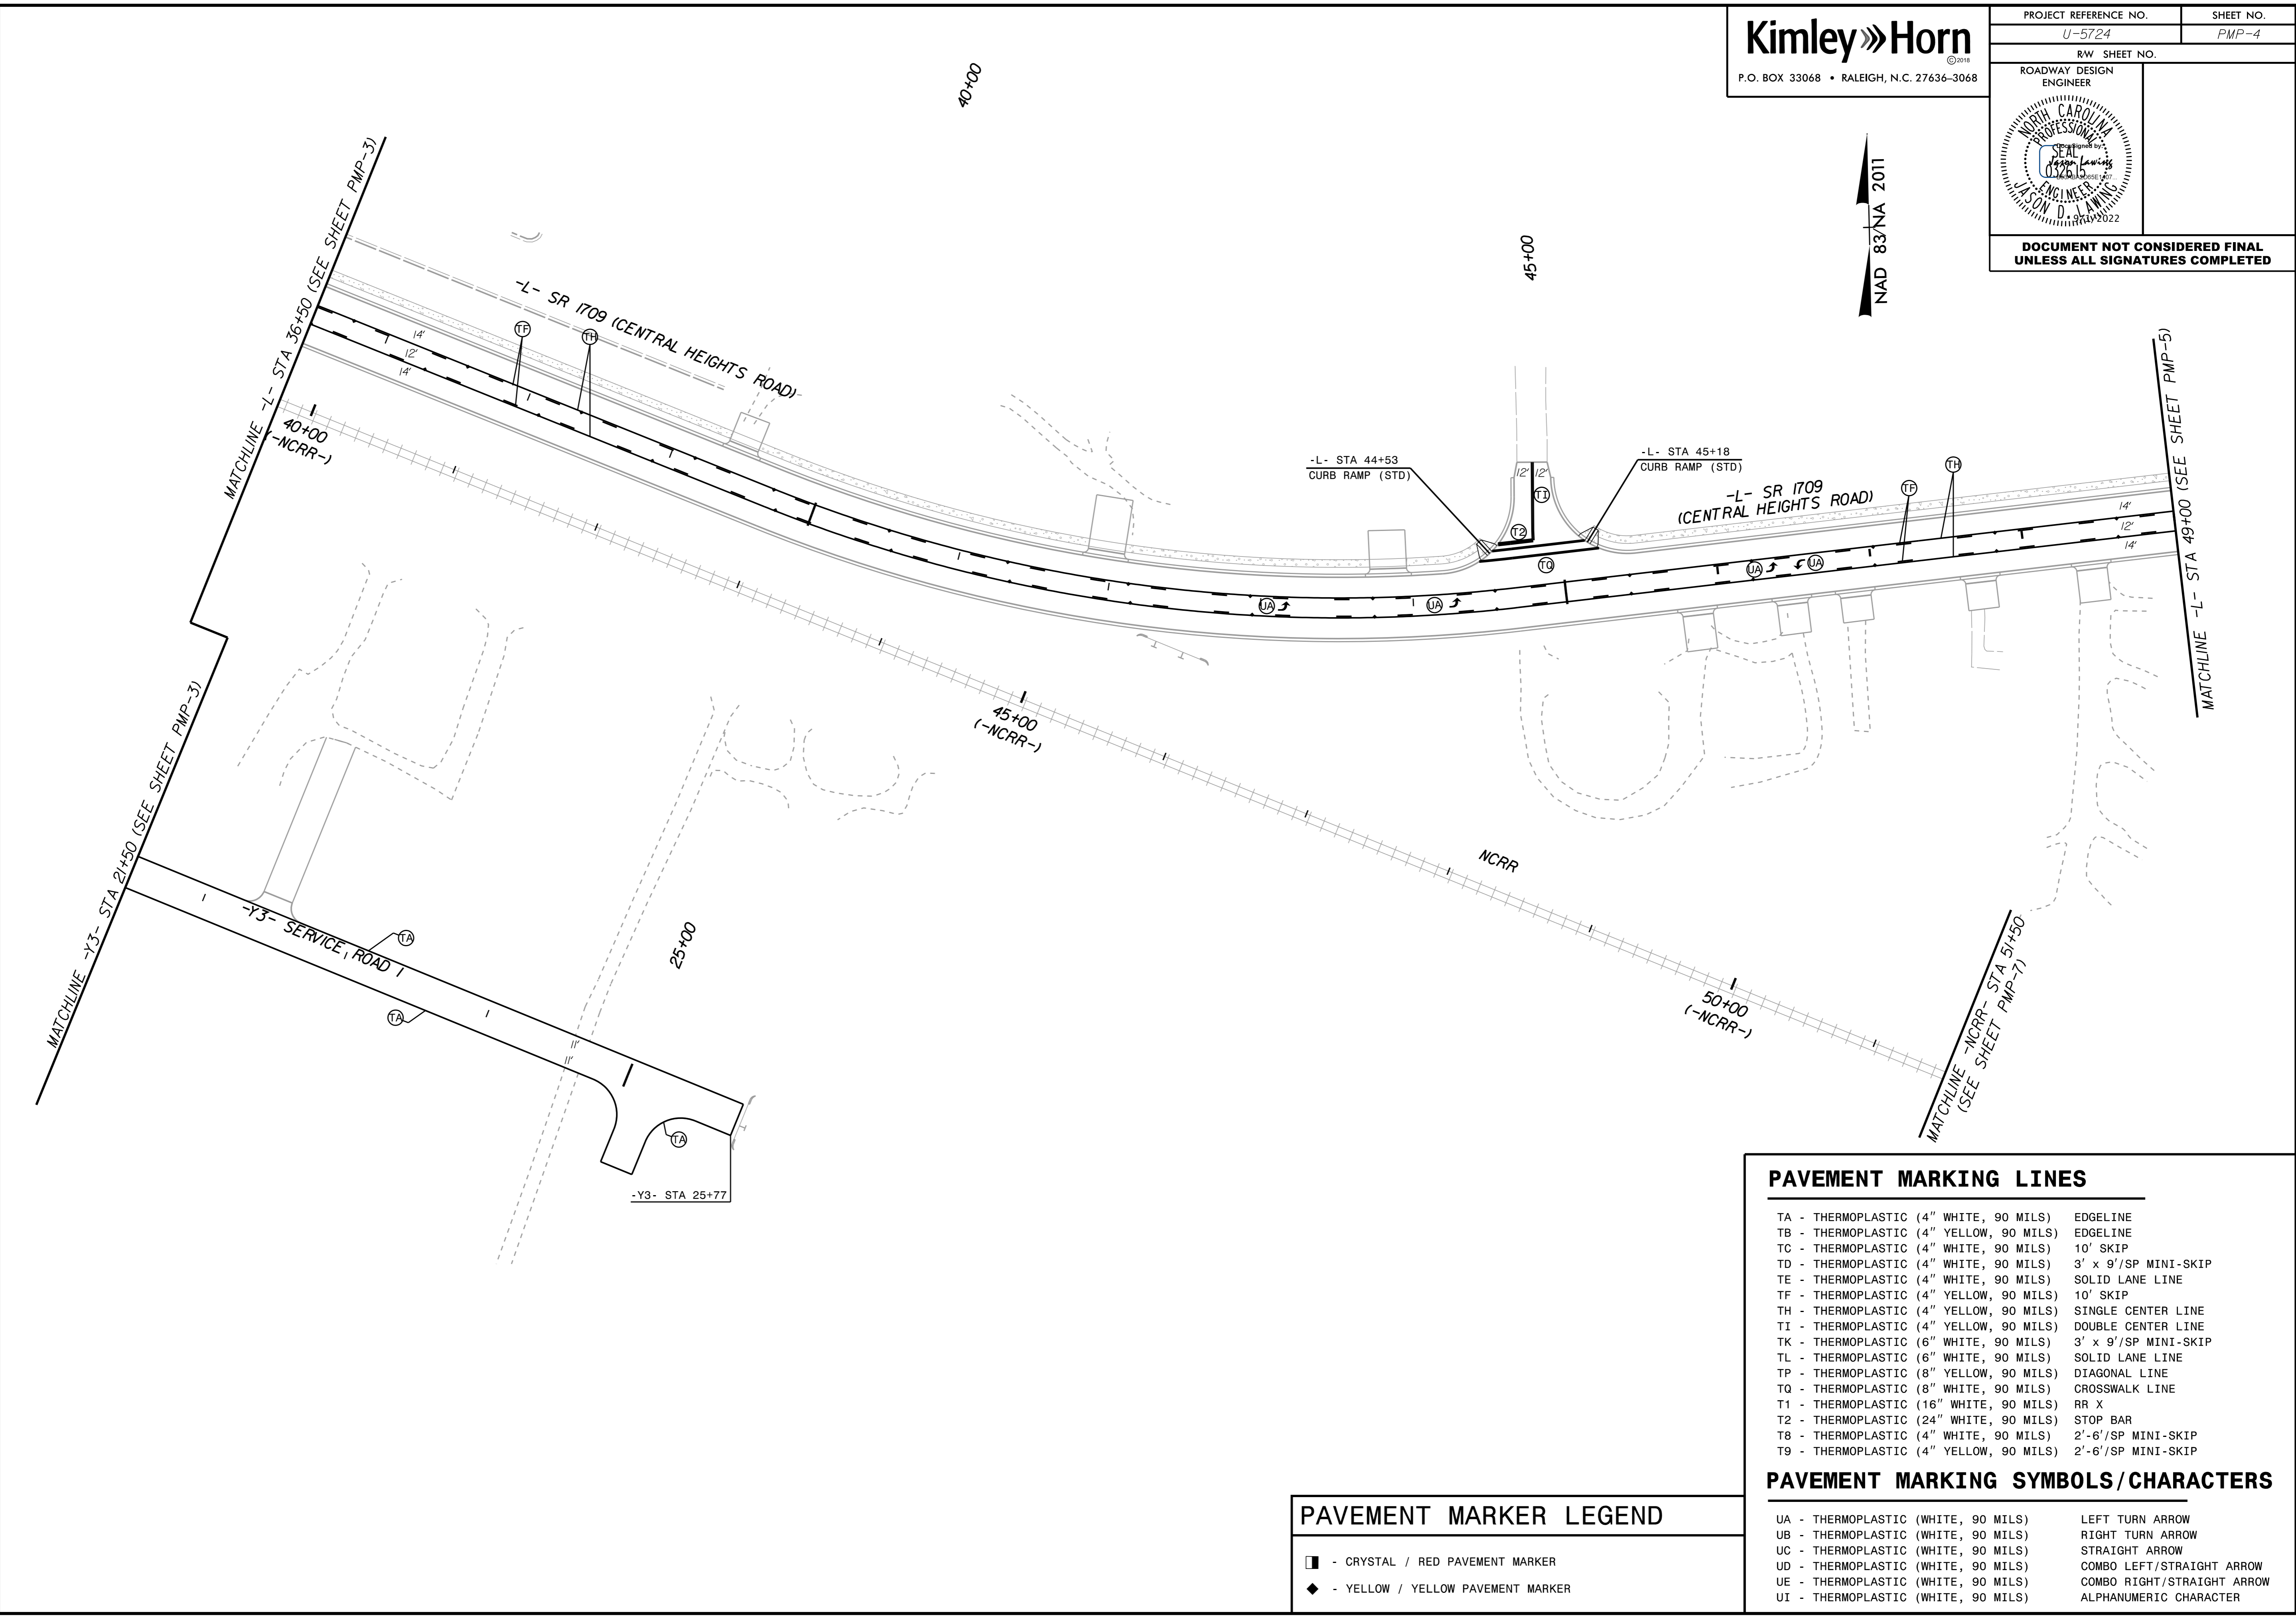 Kimley»Horn
© 2018
P.O. BOX 33068 • RALEIGH, N.C. 27636-3068
PROJECT REFERENCE NO.
SHEET NO.
U-5724
PMP-4
R/W SHEET NO.
ROADWAY DESIGN
ENGINEER
NORTH CAROLINA
PROFESSIONAL
DocuSigned by
SEAL
Jason Lawing
032615
ENGINEER
JASON D. LAWING
DOCUMENT NOT CONSIDERED FINAL
UNLESS ALL SIGNATURES COMPLETED
NAD 83/NA 2011
40+00
45+00
MATCHLINE -L- STA 36+50 (SEE SHEET PMP-3)
-L- SR 1709 (CENTRAL HEIGHTS ROAD)
TF
TH
14'
12'
14'
40+00
(-NCRR-)
-L- STA 44+53
CURB RAMP (STD)
-L- STA 45+18
CURB RAMP (STD)
12' 12'
TI
T2
TQ
-L- SR 1709
(CENTRAL HEIGHTS ROAD)
TF
TH
14'
12'
14'
UA
UA
UA
UA
MATCHLINE -L- STA 49+00 (SEE SHEET PMP-5)
45+00
(-NCRR-)
NCRR
50+00
(-NCRR-)
MATCHLINE -NCRR- STA 51+50
(SEE SHEET PMP-7)
MATCHLINE -Y3- STA 21+50 (SEE SHEET PMP-3)
-Y3- SERVICE ROAD
TA
TA
25+00
11'
11'
TA
-Y3- STA 25+77
PAVEMENT MARKING LINES
TA - THERMOPLASTIC (4" WHITE, 90 MILS) EDGELINE
TB - THERMOPLASTIC (4" YELLOW, 90 MILS) EDGELINE
TC - THERMOPLASTIC (4" WHITE, 90 MILS) 10' SKIP
TD - THERMOPLASTIC (4" WHITE, 90 MILS) 3' x 9'/SP MINI-SKIP
TE - THERMOPLASTIC (4" WHITE, 90 MILS) SOLID LANE LINE
TF - THERMOPLASTIC (4" YELLOW, 90 MILS) 10' SKIP
TH - THERMOPLASTIC (4" YELLOW, 90 MILS) SINGLE CENTER LINE
TI - THERMOPLASTIC (4" YELLOW, 90 MILS) DOUBLE CENTER LINE
TK - THERMOPLASTIC (6" WHITE, 90 MILS) 3' x 9'/SP MINI-SKIP
TL - THERMOPLASTIC (6" WHITE, 90 MILS) SOLID LANE LINE
TP - THERMOPLASTIC (8" YELLOW, 90 MILS) DIAGONAL LINE
TQ - THERMOPLASTIC (8" WHITE, 90 MILS) CROSSWALK LINE
T1 - THERMOPLASTIC (16" WHITE, 90 MILS) RR X
T2 - THERMOPLASTIC (24" WHITE, 90 MILS) STOP BAR
T8 - THERMOPLASTIC (4" WHITE, 90 MILS) 2'-6'/SP MINI-SKIP
T9 - THERMOPLASTIC (4" YELLOW, 90 MILS) 2'-6'/SP MINI-SKIP
PAVEMENT MARKING SYMBOLS/CHARACTERS
UA - THERMOPLASTIC (WHITE, 90 MILS) LEFT TURN ARROW
UB - THERMOPLASTIC (WHITE, 90 MILS) RIGHT TURN ARROW
UC - THERMOPLASTIC (WHITE, 90 MILS) STRAIGHT ARROW
UD - THERMOPLASTIC (WHITE, 90 MILS) COMBO LEFT/STRAIGHT ARROW
UE - THERMOPLASTIC (WHITE, 90 MILS) COMBO RIGHT/STRAIGHT ARROW
UI - THERMOPLASTIC (WHITE, 90 MILS) ALPHANUMERIC CHARACTER
PAVEMENT MARKER LEGEND
- CRYSTAL / RED PAVEMENT MARKER
- YELLOW / YELLOW PAVEMENT MARKER